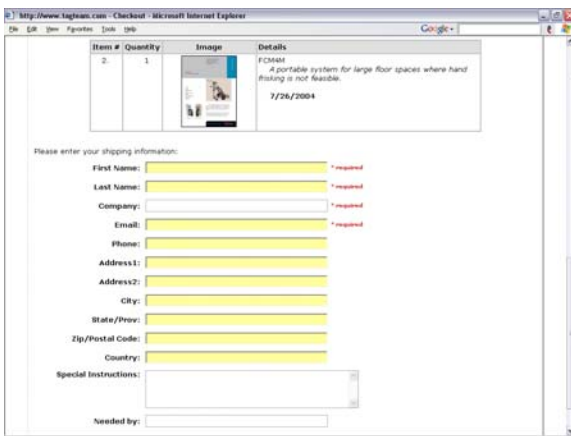 http://www.tagteam.com - Checkout - Microsoft Internet Explorer
File Edit View Favorites Tools Help
Google
Item # Quantity Image Details
2. 1 FCM4M
A portable system for large floor spaces where hand
frisking is not feasible.
7/26/2004
Please enter your shipping information:
First Name: * required
Last Name: * required
Company: * required
Email: * required
Phone:
Address1:
Address2:
City:
State/Prov:
Zip/Postal Code:
Country:
Special Instructions:
Needed by: